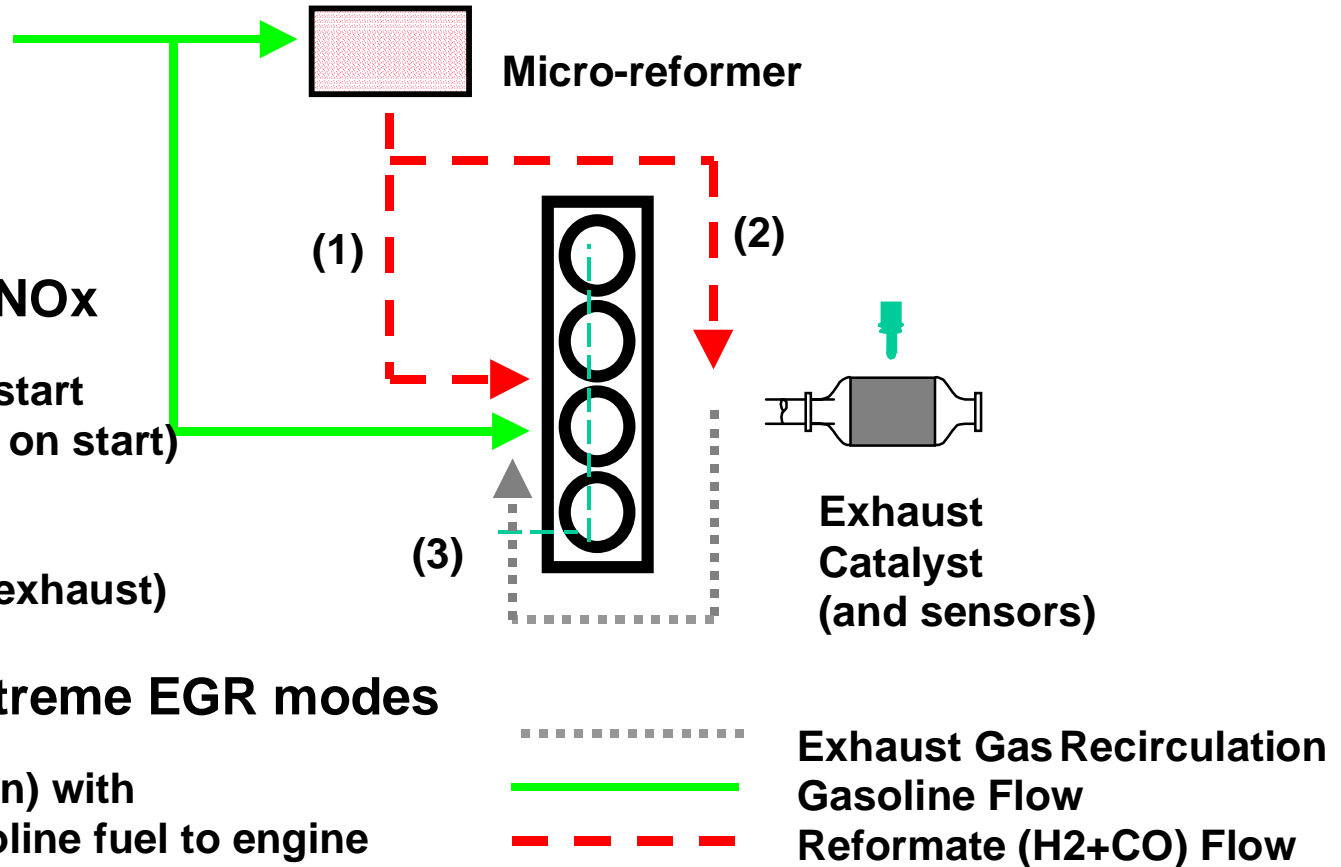 Micro-reformer
(1)
(2)
NOx
start
on start)
(3)
Exhaust
Catalyst
(and sensors)
exhaust)
treme EGR modes
n) with
oline fuel to engine
Exhaust Gas Recirculation
Gasoline Flow
Reformate (H2+CO) Flow